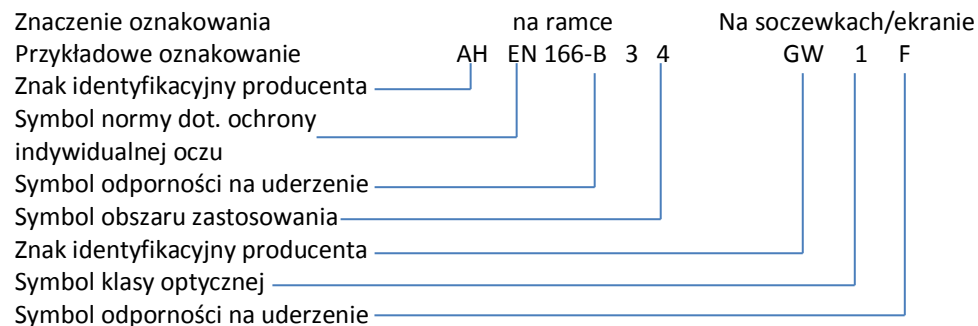 Znaczenie oznakowania na ramce Na soczewkach/ekranie
Przykładowe oznakowanie AH EN 166-B 3 4 GW 1 F
Znak identyfikacyjny producenta
Symbol normy dot. ochrony
indywidualnej oczu
Symbol odporności na uderzenie
Symbol obszaru zastosowania
Znak identyfikacyjny producenta
Symbol klasy optycznej
Symbol odporności na uderzenie